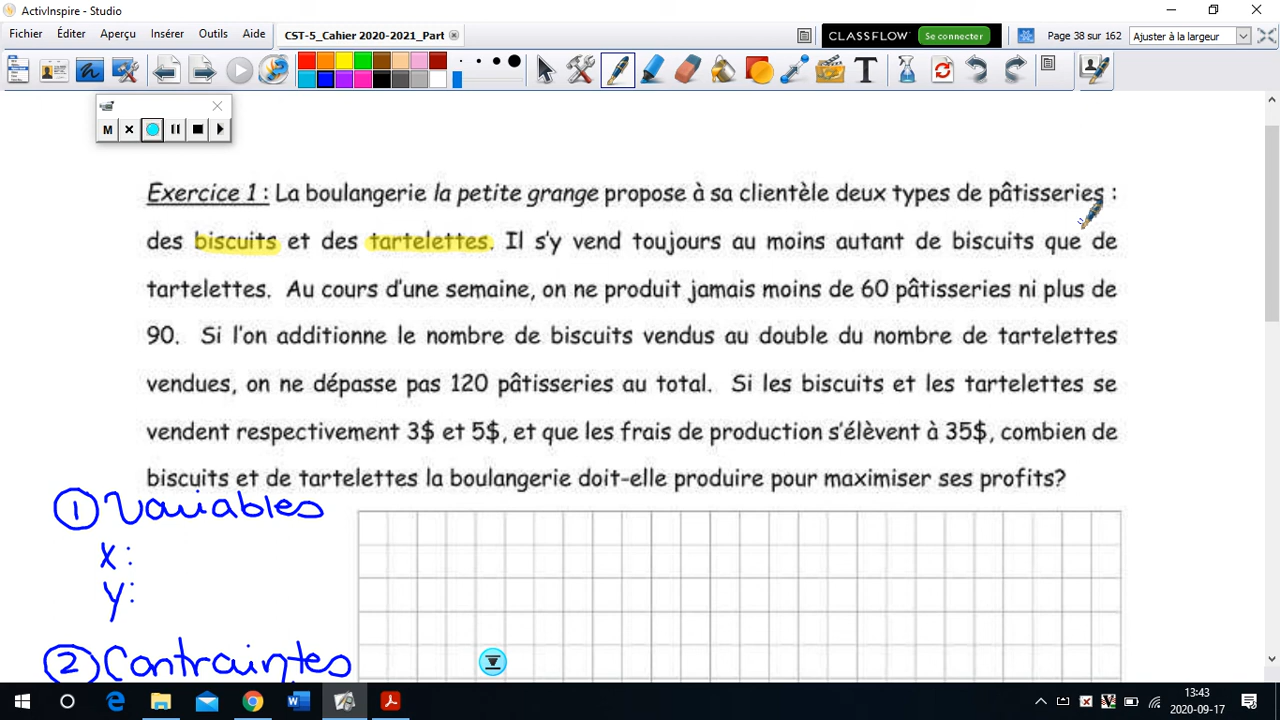 ActivInspire - Studio
Fichier Éditer Aperçu Insérer Outils Aide CST-5_Cahier 2020-2021_Part CLASSFLOW Se connecter Page 38 sur 162 Ajuster à la largeur
M
Exercice 1 : La boulangerie la petite grange propose à sa clientèle deux types de pâtisseries :
des biscuits et des tartelettes. Il s'y vend toujours au moins autant de biscuits que de
tartelettes. Au cours d'une semaine, on ne produit jamais moins de 60 pâtisseries ni plus de
90. Si l'on additionne le nombre de biscuits vendus au double du nombre de tartelettes
vendues, on ne dépasse pas 120 pâtisseries au total. Si les biscuits et les tartelettes se
vendent respectivement 3$ et 5$, et que les frais de production s'élèvent à 35$, combien de
biscuits et de tartelettes la boulangerie doit-elle produire pour maximiser ses profits?
① Variables
x :
y :
② Contraintes
13:43
2020-09-17